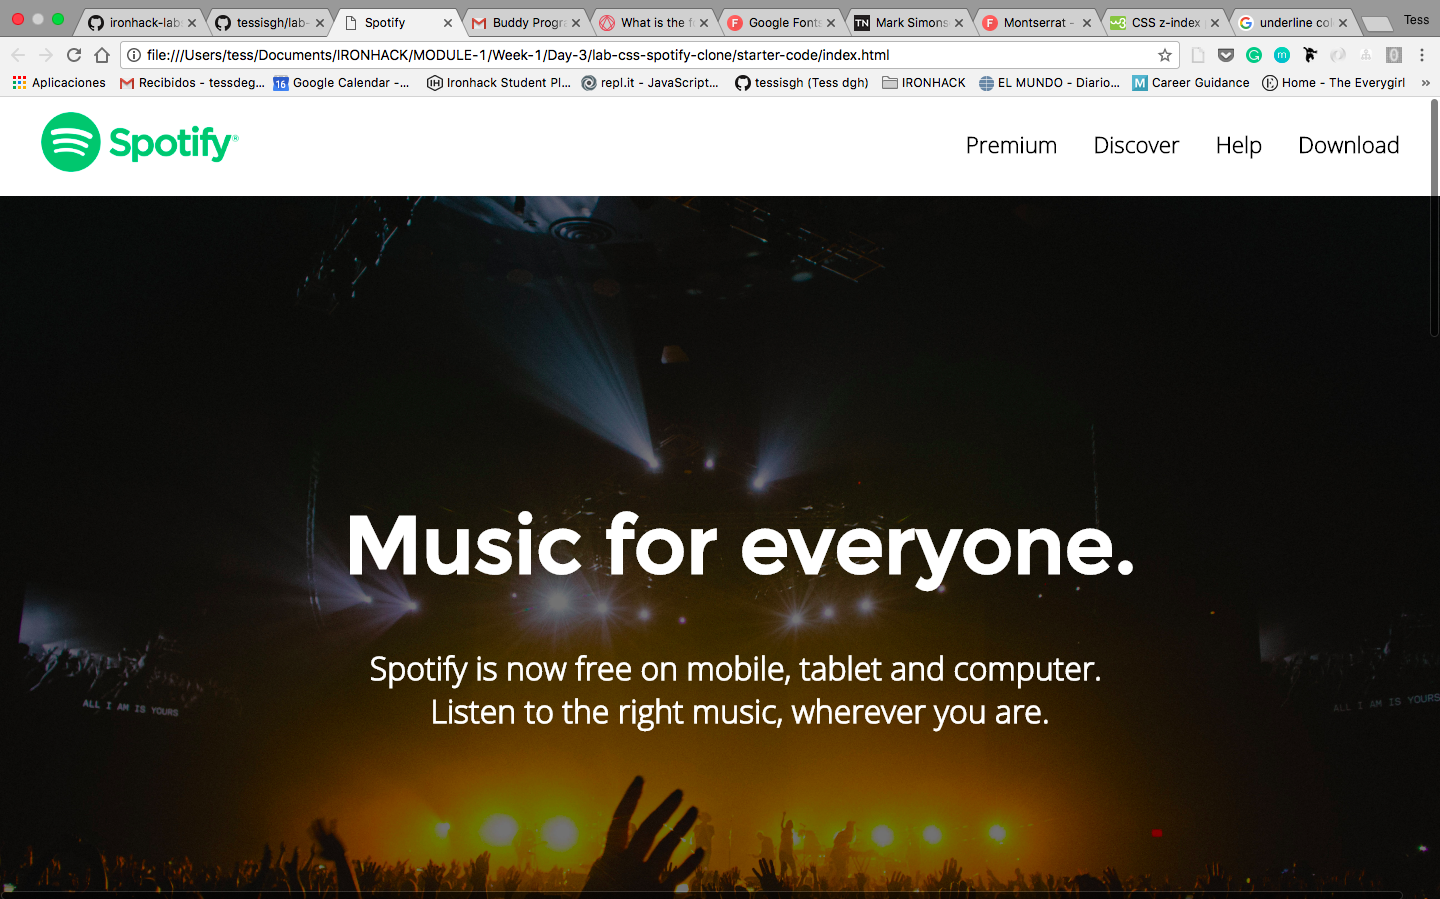 ironhack-lab
tessisgh/lab-
Spotify
Buddy Progra
What is the fo
Google Fonts
TN Mark Simons
Montserrat -
CSS z-index
underline col
Tess
file:///Users/tess/Documents/IRONHACK/MODULE-1/Week-1/Day-3/lab-css-spotify-clone/starter-code/index.html
Aplicaciones
Recibidos - tessdeg...
16 Google Calendar -...
Ironhack Student Pl...
repl.it - JavaScript...
tessisgh (Tess dgh)
IRONHACK
EL MUNDO - Diario...
M Career Guidance
Home - The Everygirl
»
Spotify®
Premium
Discover
Help
Download
Music for everyone.
Spotify is now free on mobile, tablet and computer.
Listen to the right music, wherever you are.
ALL I AM IS YOURS
ALL I AM IS YOURS